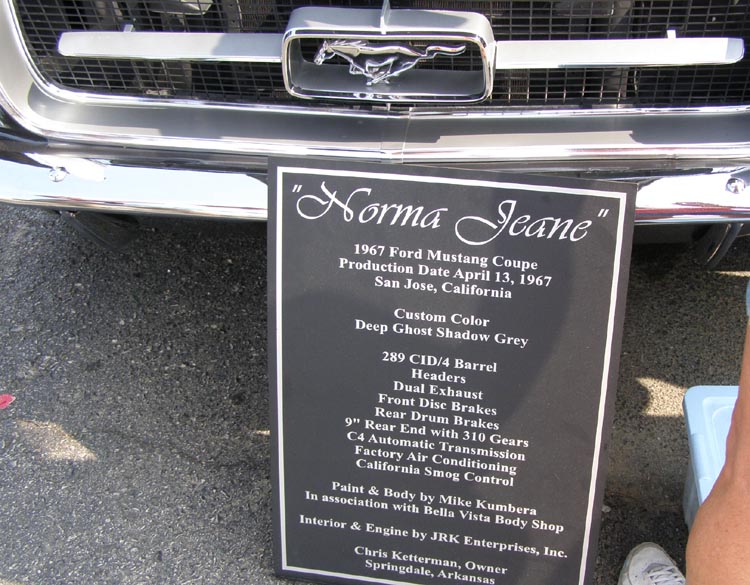 "Norma Jeane"
1967 Ford Mustang Coupe
Production Date April 13, 1967
San Jose, California
Custom Color
Deep Ghost Shadow Grey
289 CID/4 Barrel
Headers
Dual Exhaust
Front Disc Brakes
Rear Drum Brakes
9" Rear End with 310 Gears
C4 Automatic Transmission
Factory Air Conditioning
California Smog Control
Paint & Body by Mike Kumbera
In association with Bella Vista Body Shop
Interior & Engine by JRK Enterprises, Inc.
Chris Ketterman, Owner
Springdale, Arkansas